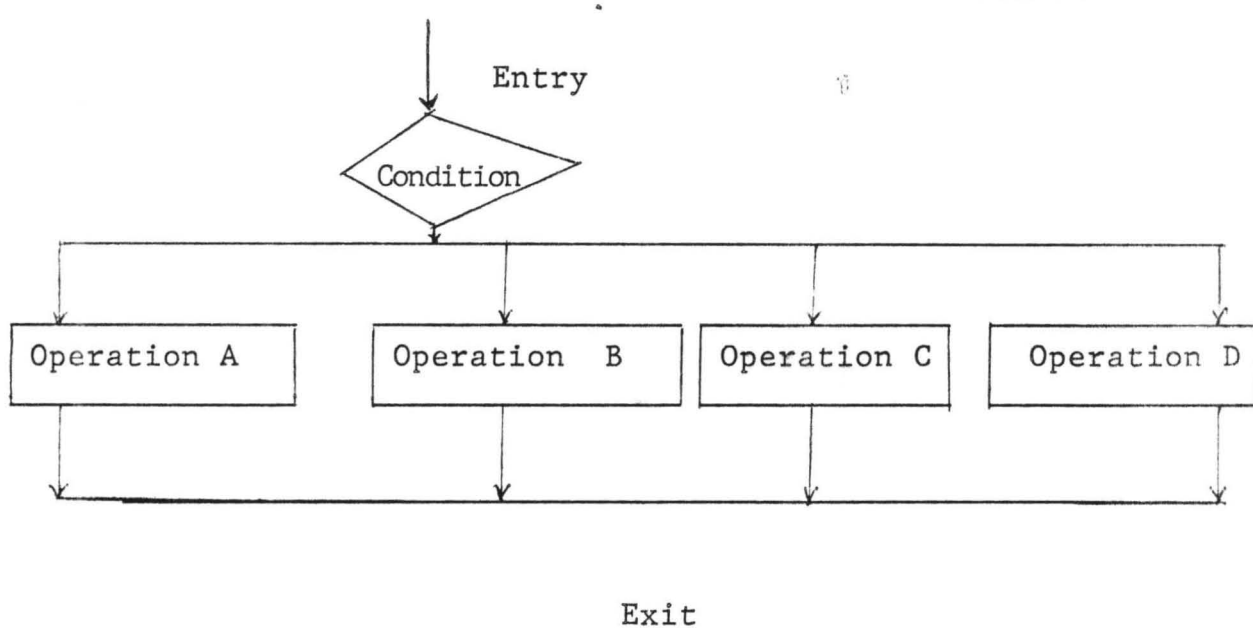 Entry
Condition
Operation A
Operation B
Operation C
Operation D
Exit